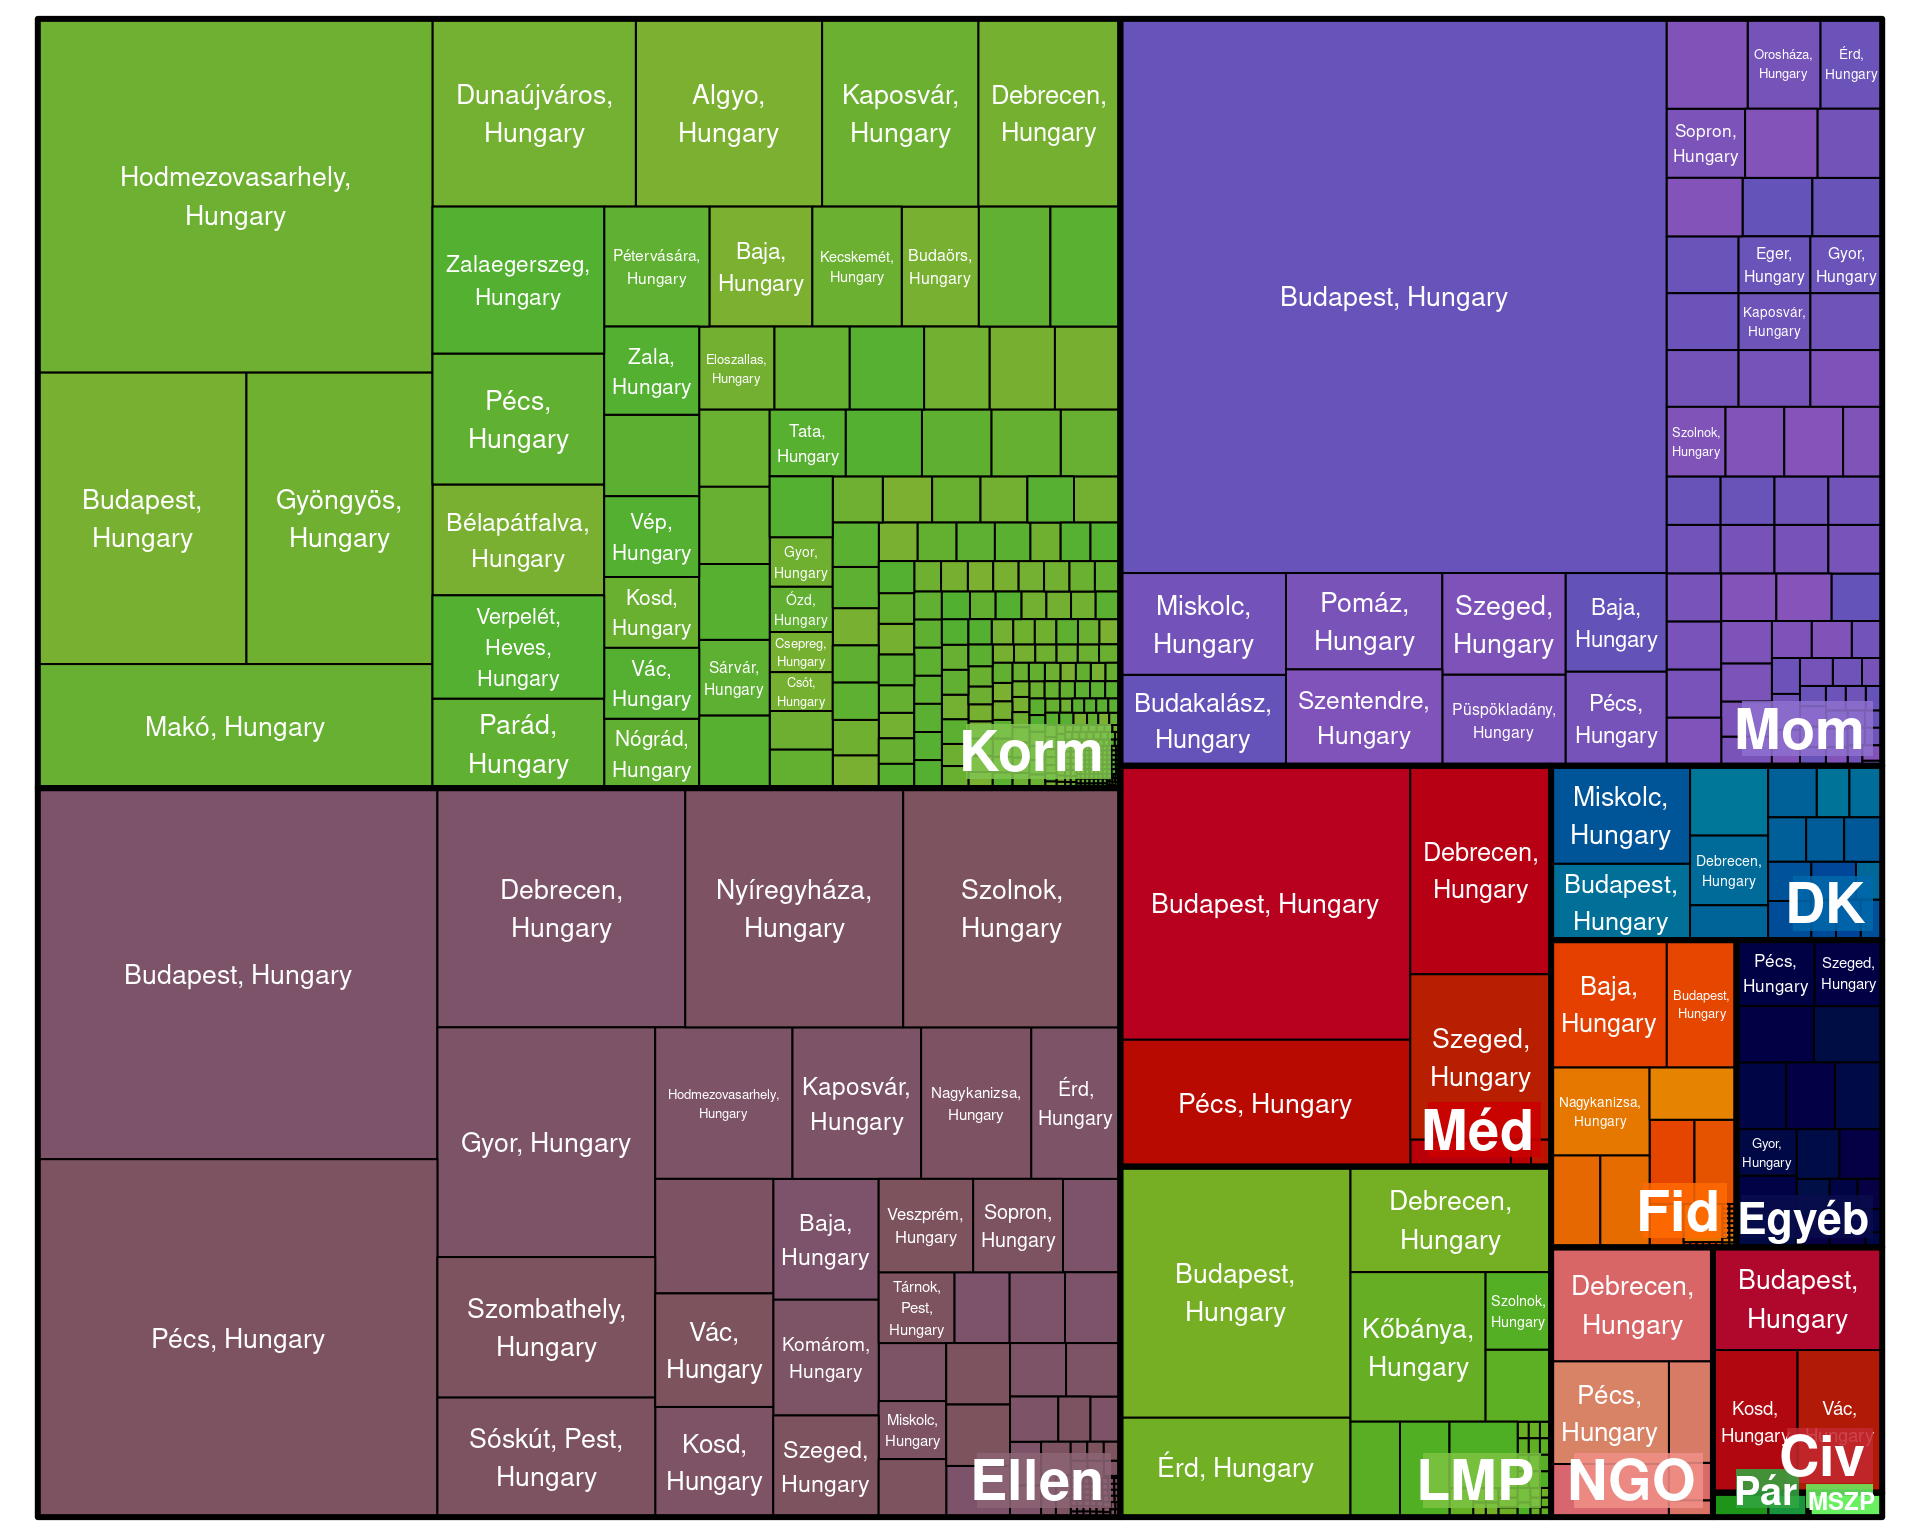 Hodmezovasarhely,
Hungary
Budapest,
Hungary
Gyöngyös,
Hungary
Makó, Hungary
Dunaújváros,
Hungary
Algyo,
Hungary
Kaposvár,
Hungary
Debrecen,
Hungary
Zalaegerszeg,
Hungary
Pécs,
Hungary
Bélapátfalva,
Hungary
Verpelét,
Heves,
Hungary
Parád,
Hungary
Pétervására,
Hungary
Baja,
Hungary
Kecskemét,
Hungary
Budaörs,
Hungary
Zala,
Hungary
Vép,
Hungary
Kosd,
Hungary
Vác,
Hungary
Nógrád,
Hungary
Eloszallas,
Hungary
Sárvár,
Hungary
Tata,
Hungary
Gyor,
Hungary
Ózd,
Hungary
Csepreg,
Hungary
Csót,
Hungary
Korm
Budapest, Hungary
Pécs, Hungary
Debrecen,
Hungary
Nyíregyháza,
Hungary
Szolnok,
Hungary
Gyor, Hungary
Szombathely,
Hungary
Sóskút, Pest,
Hungary
Hodmezovasarhely,
Hungary
Kaposvár,
Hungary
Nagykanizsa,
Hungary
Érd,
Hungary
Vác,
Hungary
Kosd,
Hungary
Baja,
Hungary
Komárom,
Hungary
Szeged,
Hungary
Veszprém,
Hungary
Sopron,
Hungary
Tárnok,
Pest,
Hungary
Miskolc,
Hungary
Ellen
Budapest, Hungary
Miskolc,
Hungary
Budakalász,
Hungary
Pomáz,
Hungary
Szentendre,
Hungary
Szeged,
Hungary
Püspökladány,
Hungary
Baja,
Hungary
Pécs,
Hungary
Orosháza,
Hungary
Érd,
Hungary
Sopron,
Hungary
Eger,
Hungary
Gyor,
Hungary
Kaposvár,
Hungary
Szolnok,
Hungary
Mom
Budapest, Hungary
Pécs, Hungary
Debrecen,
Hungary
Szeged,
Hungary
Méd
Budapest,
Hungary
Érd, Hungary
Debrecen,
Hungary
Kőbánya,
Hungary
Szolnok,
Hungary
LMP
Miskolc,
Hungary
Budapest,
Hungary
Debrecen,
Hungary
DK
Baja,
Hungary
Budapest,
Hungary
Nagykanizsa,
Hungary
Fid
Pécs,
Hungary
Szeged,
Hungary
Gyor,
Hungary
Egyéb
Debrecen,
Hungary
Pécs,
Hungary
NGO
Budapest,
Hungary
Kosd,
Hungary
Vác,
Hungary
Civ
Pár
MSZP